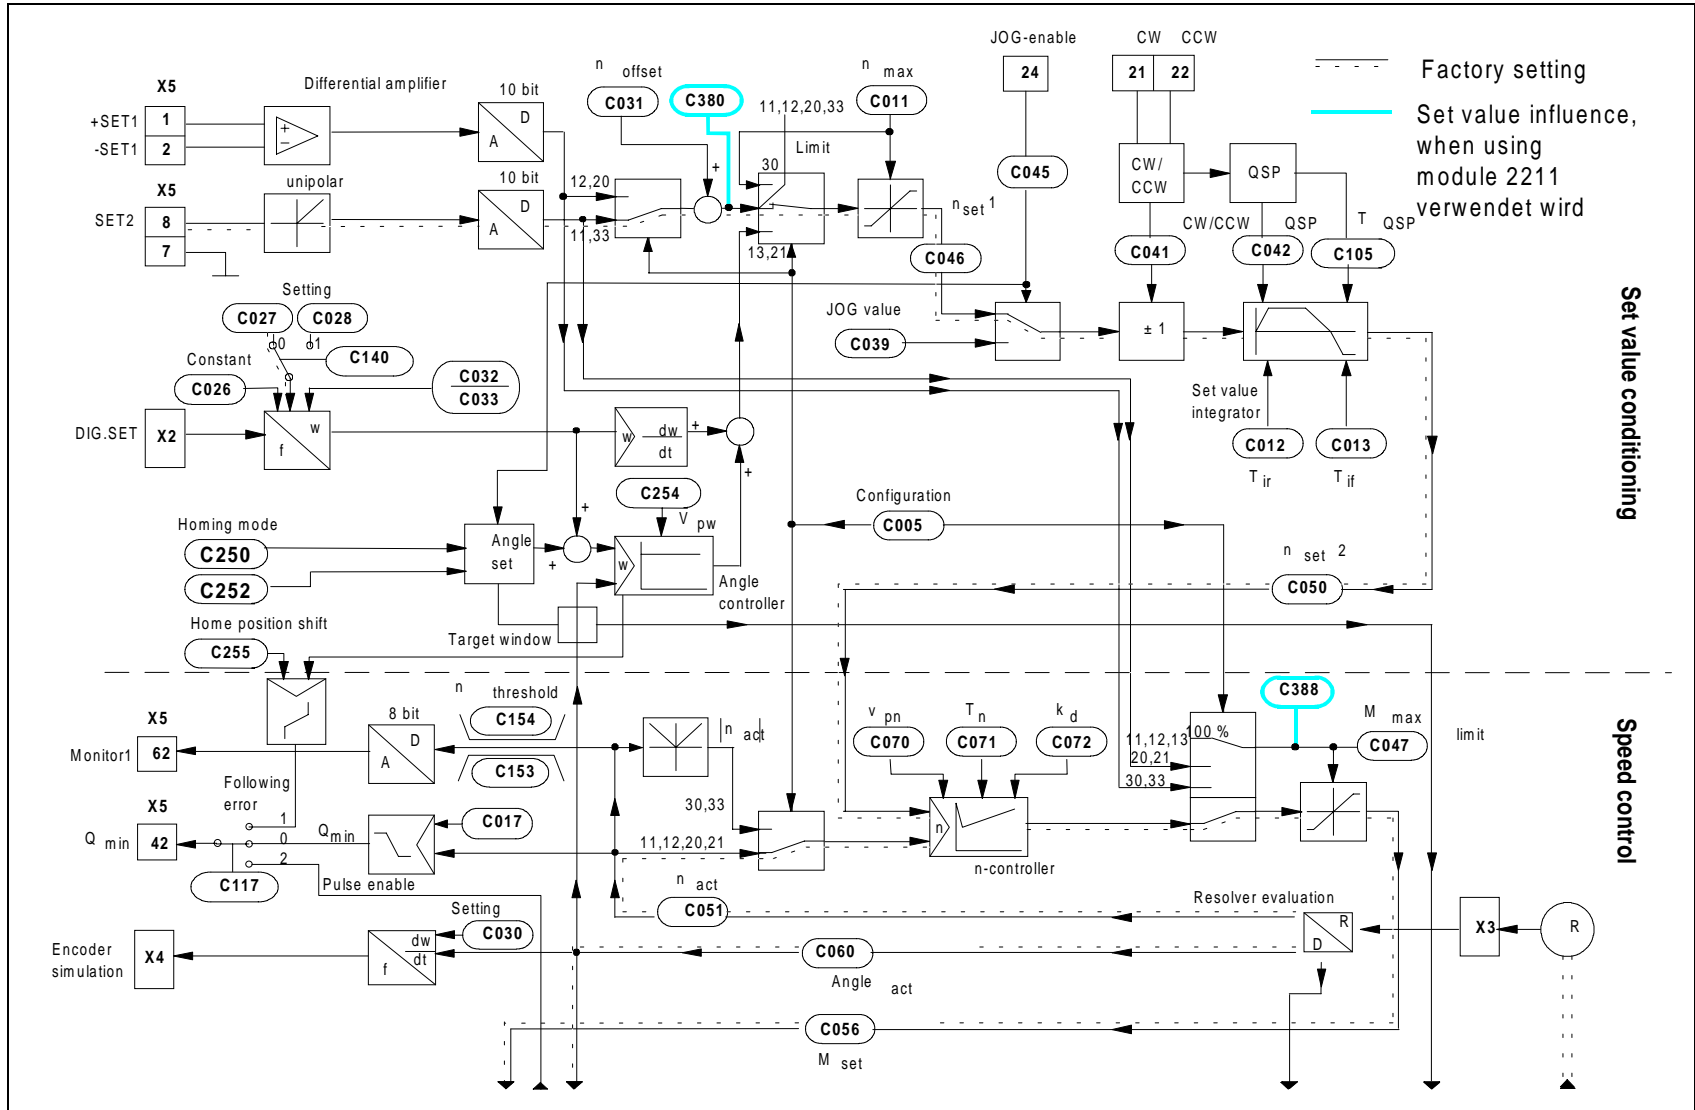 JOG-enable
CW CCW
24
21 22
Factory setting
Set value influence,
when using
module 2211
verwendet wird
X5
Differential amplifier
10 bit
n offset
C031
C380
11,12,20,33
n max
C011
+SET1
1
-SET1
2
+
-
D
A
+
30
Limit
C045
CW/
CCW
QSP
X5
unipolar
10 bit
12,20
SET2
8
7
D
A
11,33
13,21
n set 1
C046
C041
CW/CCW
C042
QSP
T QSP
C105
Setting
C027
C028
0
1
C140
Constant
C026
C032
C033
JOG value
C039
± 1
Set value
integrator
C012
T ir
C013
T if
DIG.SET
X2
w
f
w
dw
dt
+
+
C254
V pw
Configuration
C005
Homing mode
C250
C252
Angle
set
+
+
w
Angle
controller
n set 2
C050
Home position shift
C255
Target window
Set value conditioning
n threshold
C154
C153
8 bit
D
A
X5
Monitor1
62
|n act|
V pn
C070
T n
C071
k d
C072
C388
M max
C047
limit
100 %
11,12,13
20,21
30,33
Following
error
X5
Q min
42
1
0
2
Q min
C017
C117
Pulse enable
30,33
11,12,20,21
n
n-controller
Speed control
n act
C051
Resolver evaluation
R
D
X3
R
Encoder
simulation
X4
Setting
C030
dw
dt
f
C060
Angle act
C056
M set